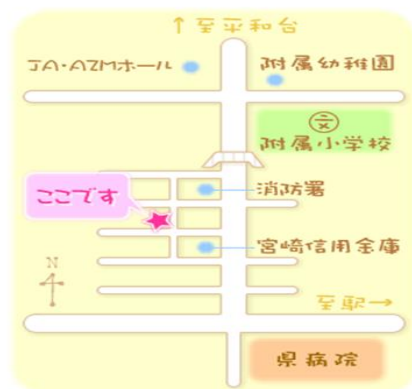 ↑至平和台
JA・AZMホール
附属幼稚園
文
附属小学校
消防署
ここです
宮崎信用金庫
N
至駅→
県病院